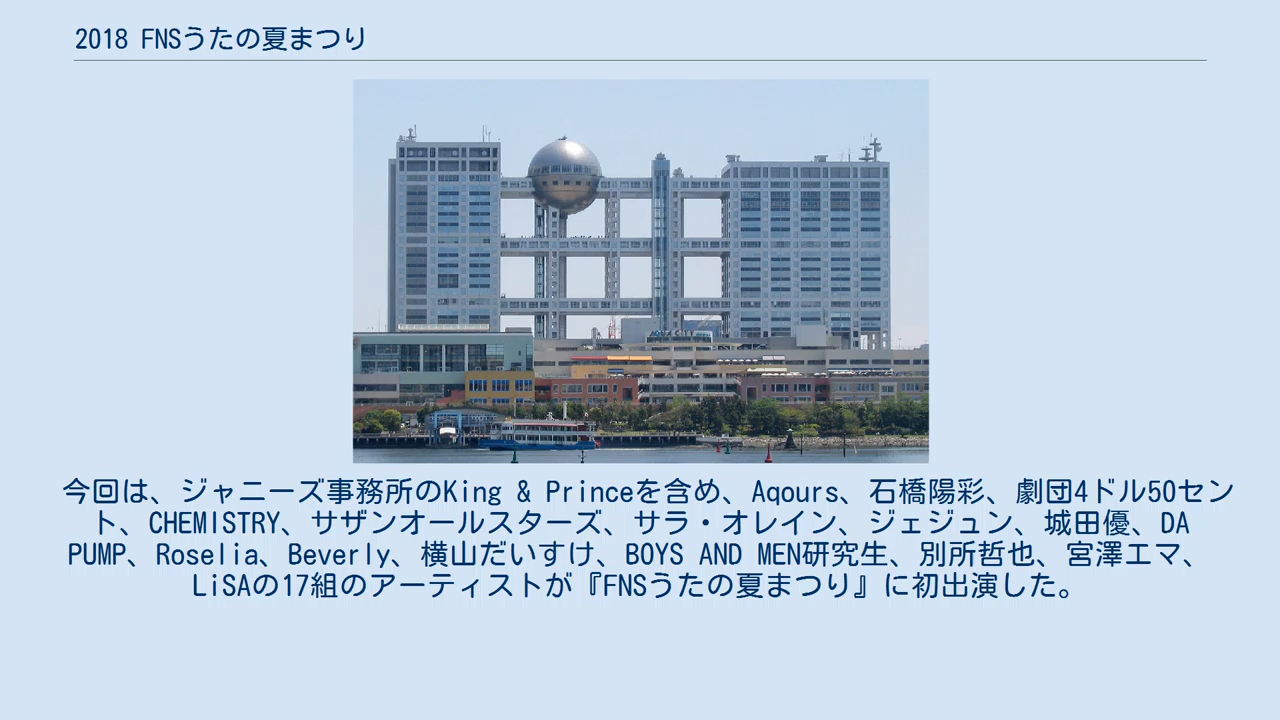 2018 FNSうたの夏まつり
今回は、ジャニーズ事務所のKing & Princeを含め、Aqours、石橋陽彩、劇団4ドル50セン
ト、CHEMISTRY、サザンオールスターズ、サラ・オレイン、ジェジュン、城田優、DA
PUMP、Roselia、Beverly、横山だいすけ、BOYS AND MEN研究生、別所哲也、宮澤エマ、
LiSAの17組のアーティストが『FNSうたの夏まつり』に初出演した。